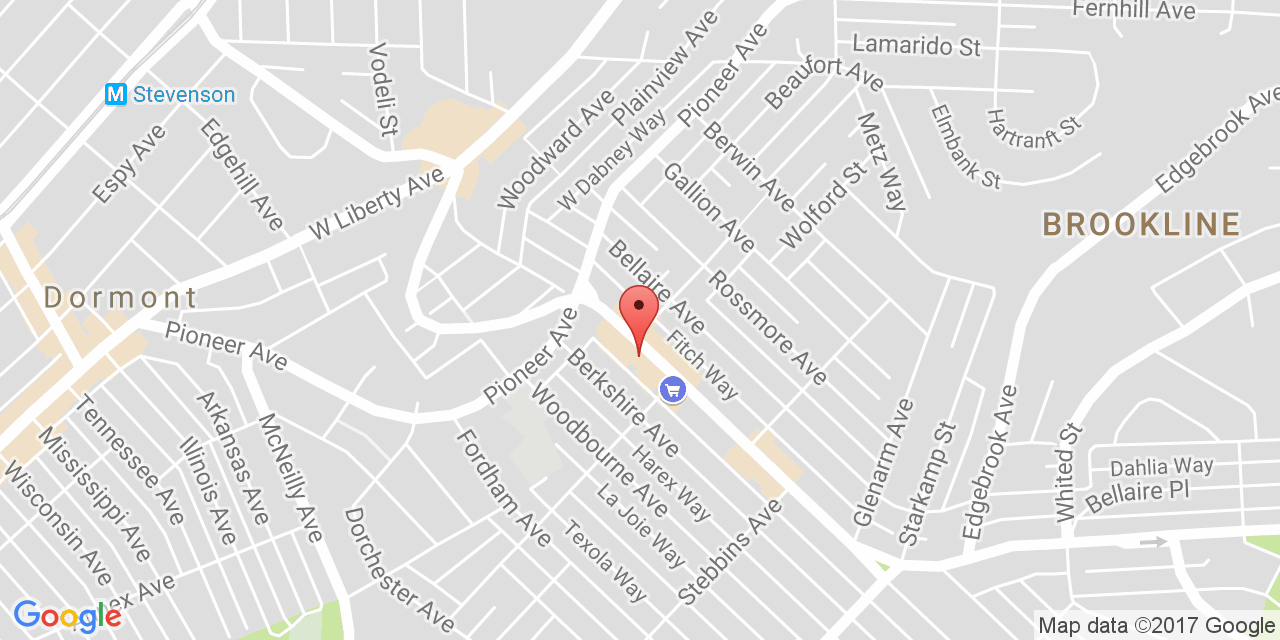 Fernhill Ave
Lamarido St
Plainview Ave
Pioneer Ave
Beaufort Ave
Vodeli St
M Stevenson
Woodward Ave
W Dabney Way
Edgebrook Ave
Espy Ave
Edgehill Ave
Berwin Ave
Metz Way
Elmbank St
Hartranft St
W Liberty Ave
Gallion Ave
Wolford St
BROOKLINE
Dormont
Bellaire Ave
Rossmore Ave
Pioneer Ave
Pioneer Ave
Fitch Way
Berkshire Ave
Woodbourne Ave
Tennessee Ave
Arkansas Ave
McNeilly Ave
Mississippi Ave
Illinois Ave
Wisconsin Ave
Fordham Ave
Harex Way
La Joie Way
Texola Way
Stebbins Ave
Glenarm Ave
Starkamp St
Edgebrook Ave
Whited St
Dahlia Way
Bellaire Pl
Dorchester Ave
Google
Map data ©2017 Google